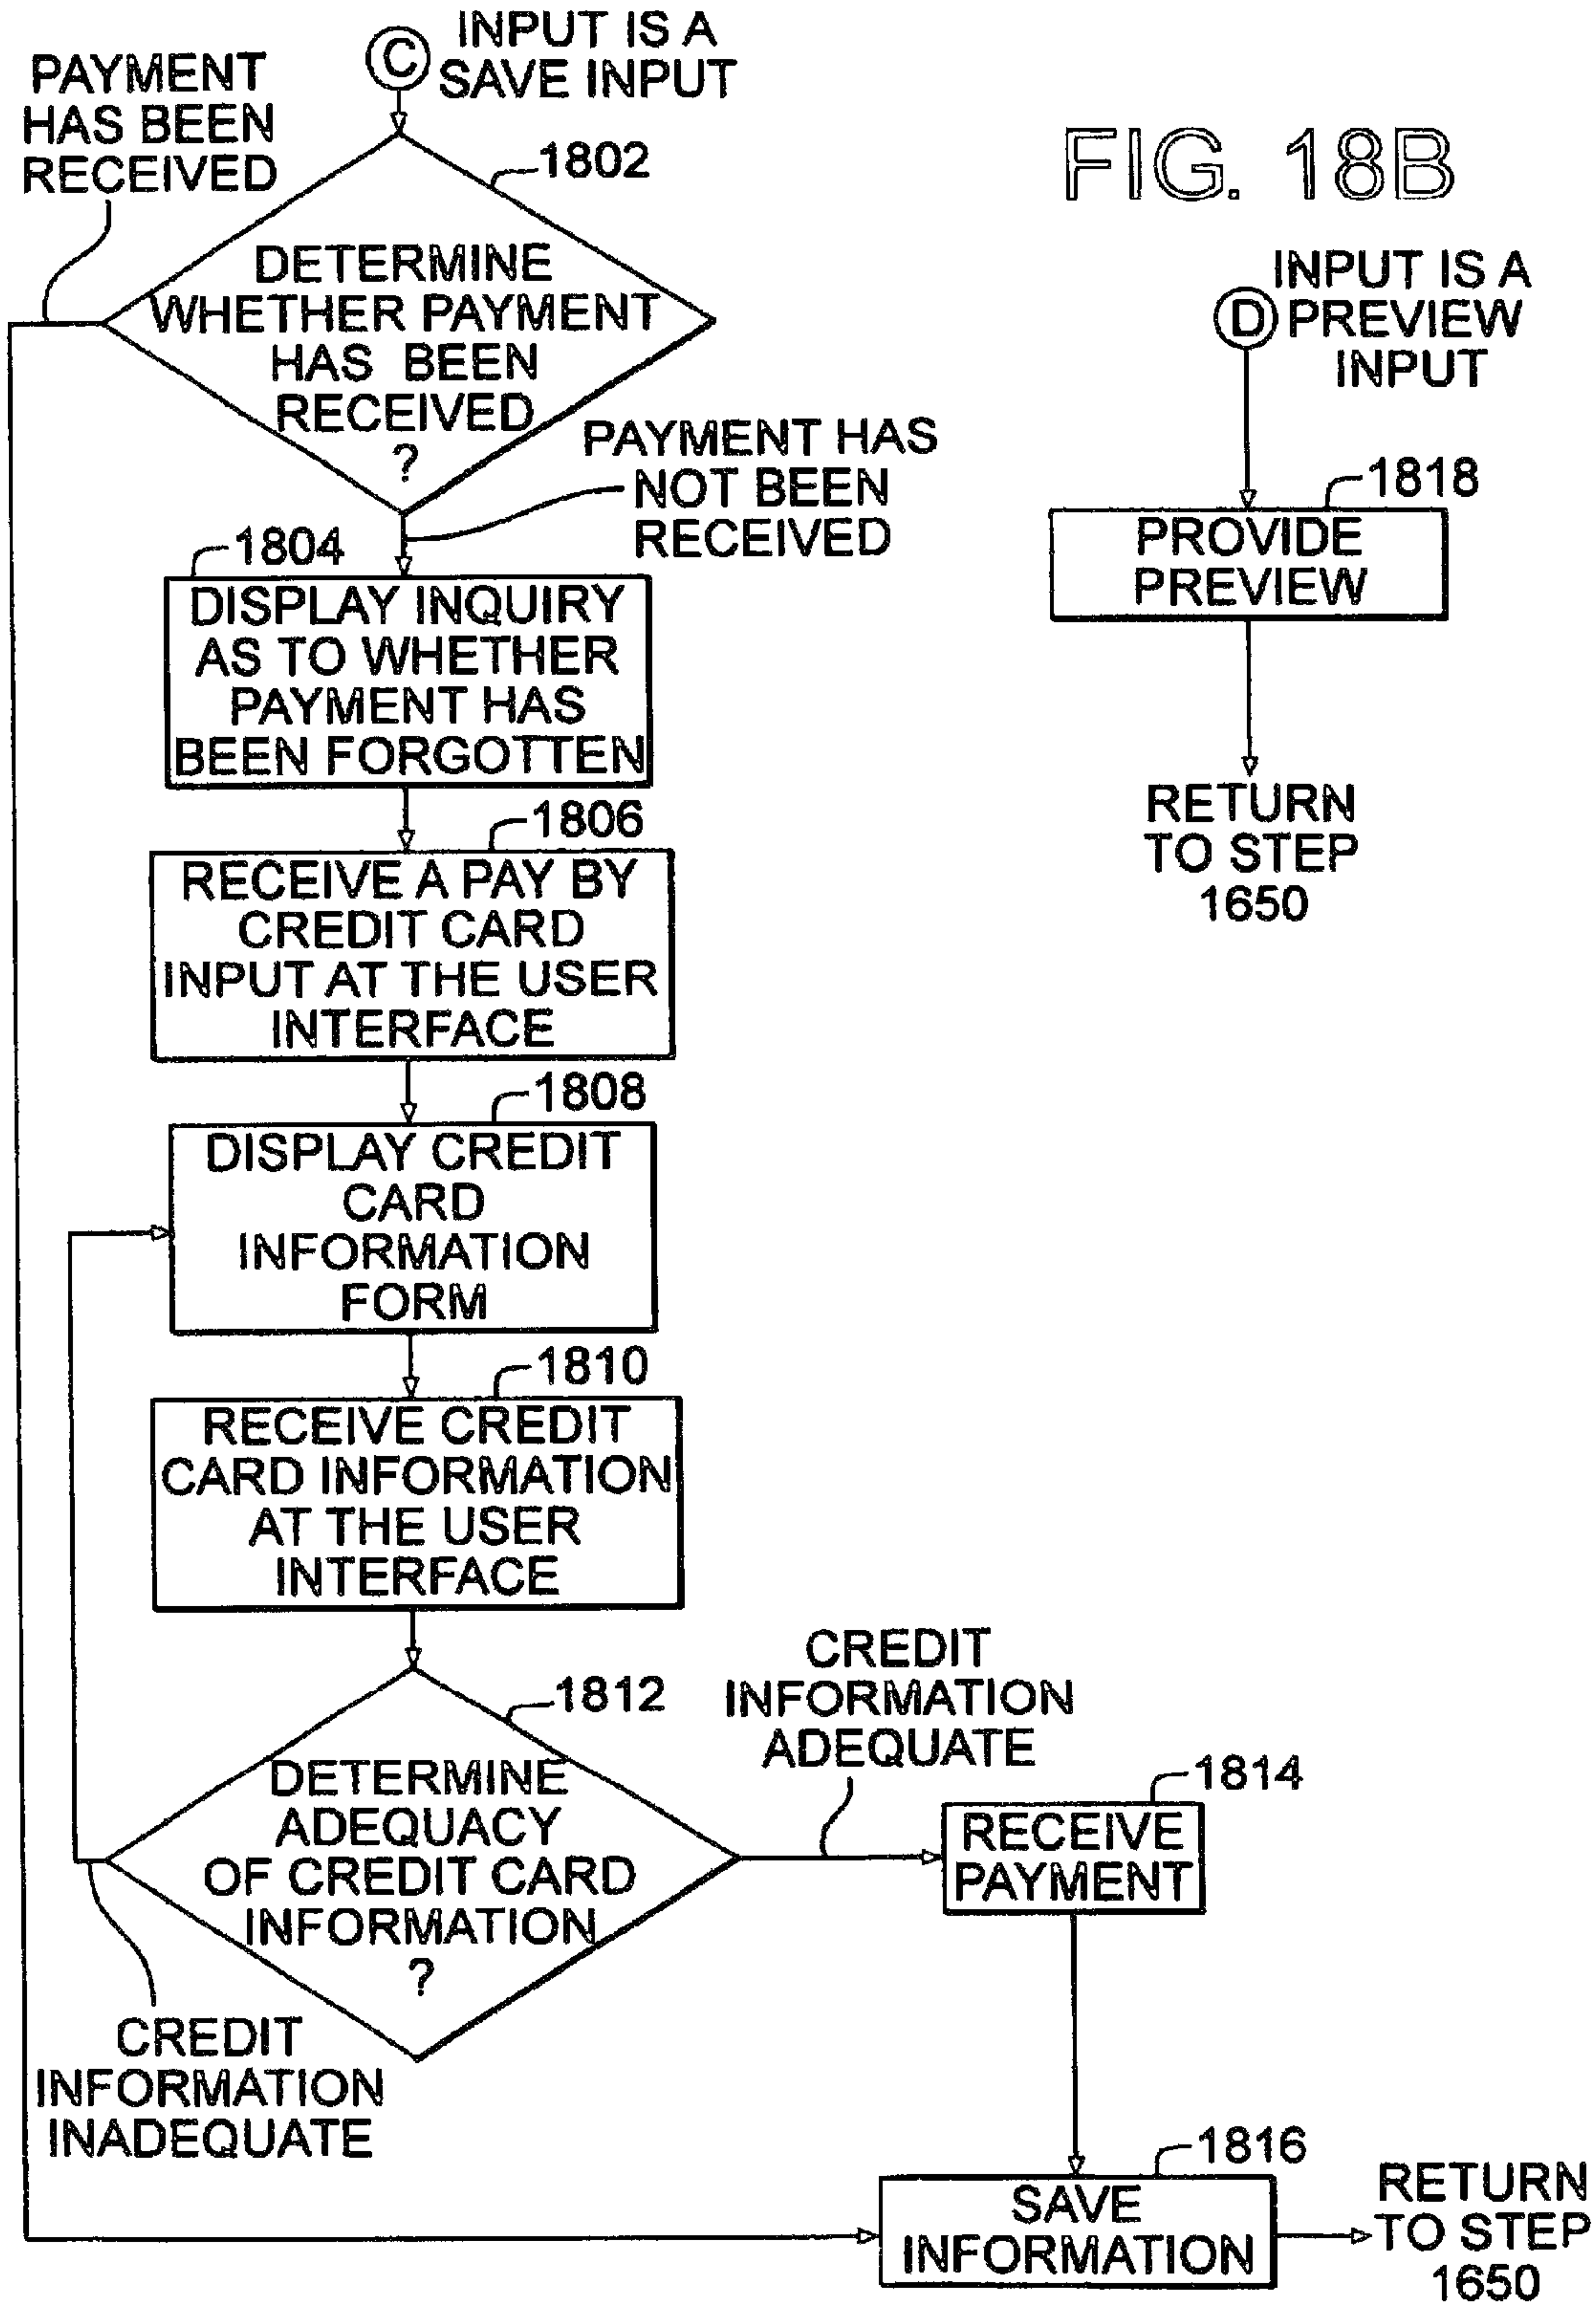 PAYMENT
HAS BEEN
RECEIVED
C
INPUT IS A
SAVE INPUT
1802
DETERMINE
WHETHER PAYMENT
HAS BEEN
RECEIVED
?
PAYMENT HAS
NOT BEEN
RECEIVED
1804
DISPLAY INQUIRY
AS TO WHETHER
PAYMENT HAS
BEEN FORGOTTEN
1806
RECEIVE A PAY BY
CREDIT CARD
INPUT AT THE USER
INTERFACE
1808
DISPLAY CREDIT
CARD
INFORMATION
FORM
1810
RECEIVE CREDIT
CARD INFORMATION
AT THE USER
INTERFACE
1812
DETERMINE
ADEQUACY
OF CREDIT CARD
INFORMATION
?
CREDIT
INFORMATION
INADEQUATE
CREDIT
INFORMATION
ADEQUATE
1814
RECEIVE
PAYMENT
1816
SAVE
INFORMATION
RETURN
TO STEP
1650
FIG. 18B
INPUT IS A
D PREVIEW
INPUT
1818
PROVIDE
PREVIEW
RETURN
TO STEP
1650